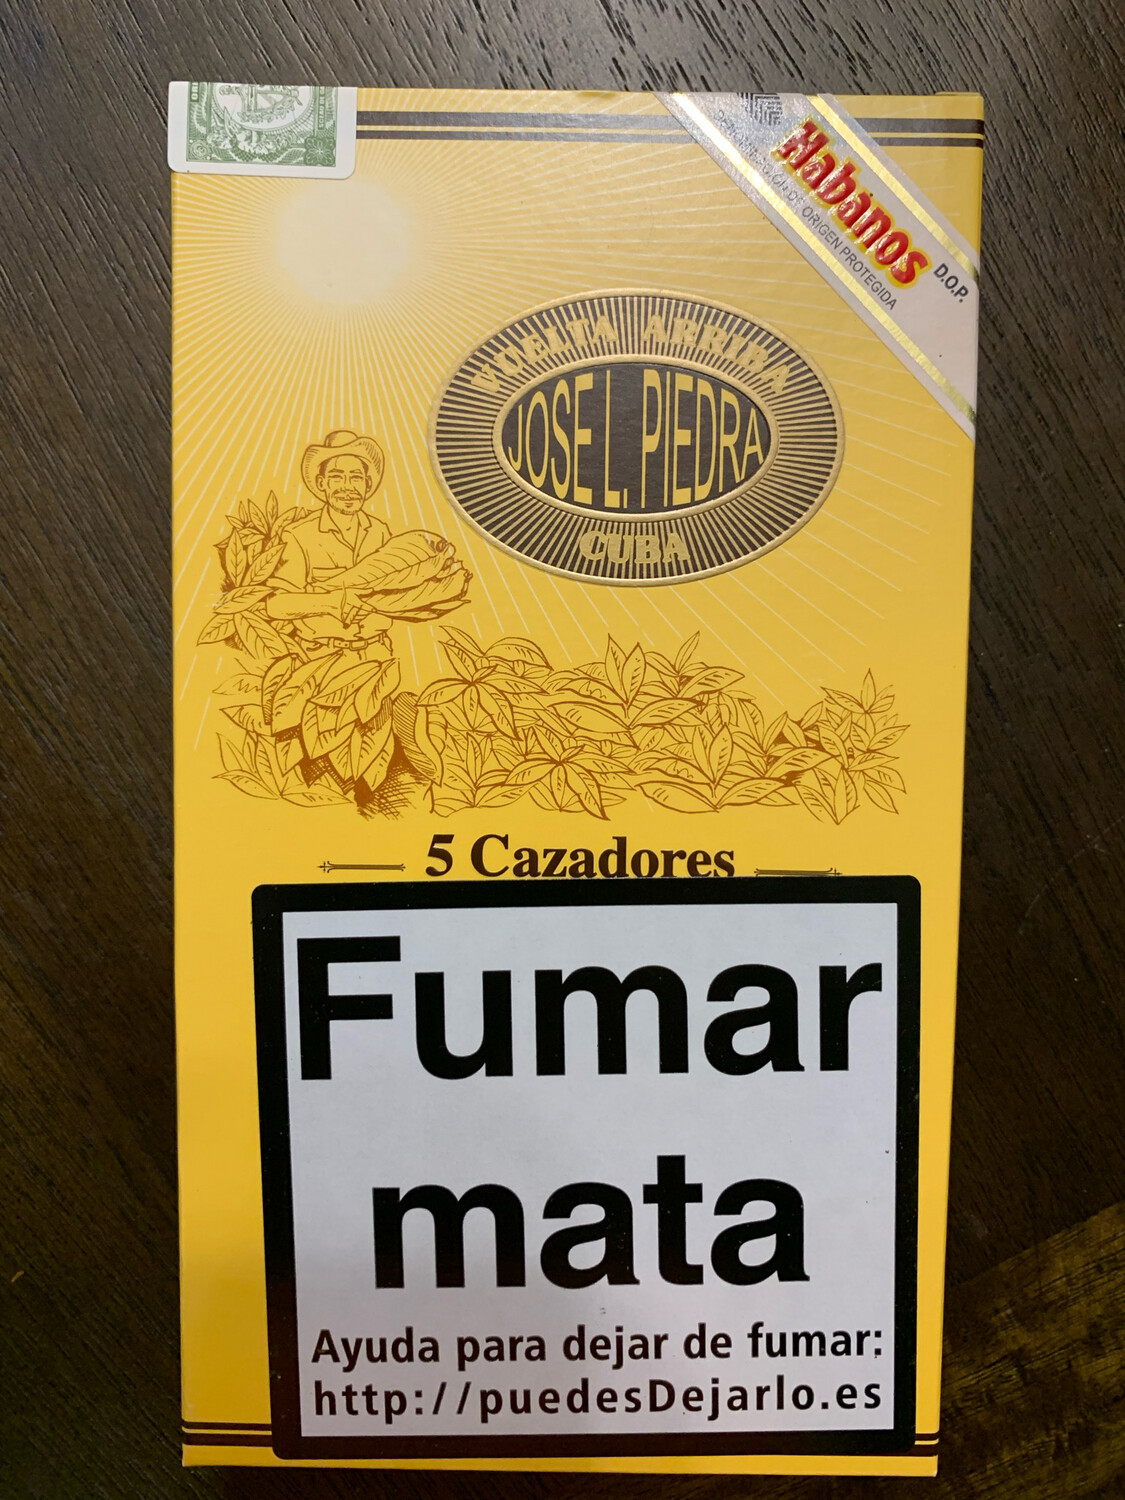 Habanos
D.O.P.
DENOMINACIÓN DE ORIGEN PROTEGIDA
VUELTA ARRIBA
JOSE L. PIEDRA
CUBA
5 Cazadores
Fumar
mata
Ayuda para dejar de fumar:
http://puedesDejarlo.es